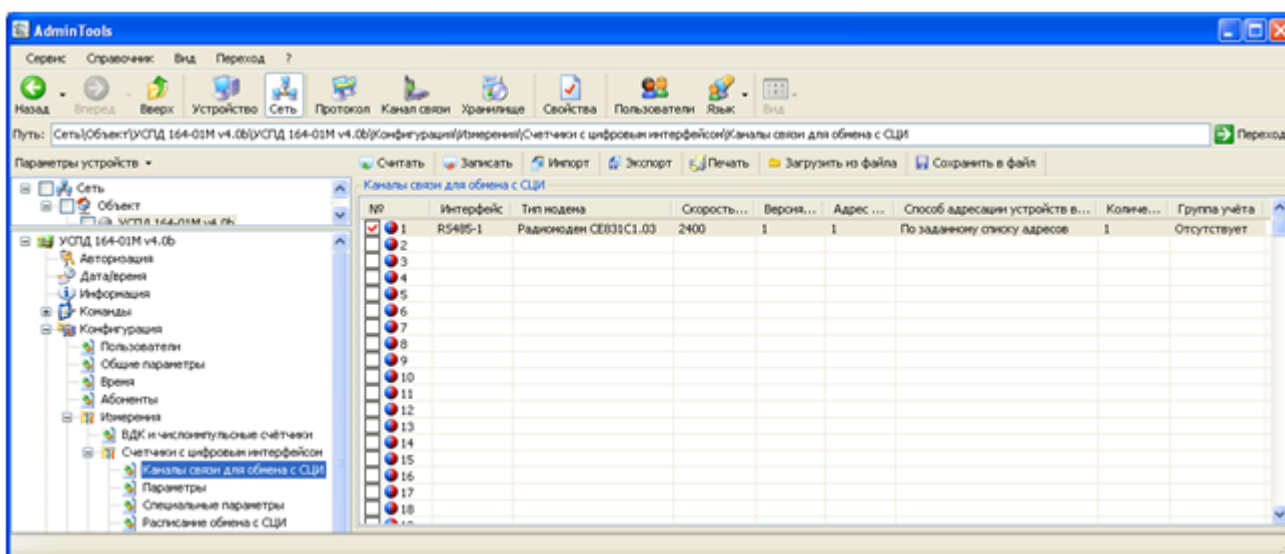 AdminTools
Сервис Справочник Вид Переход ?
Назад Вперед Вверх Устройство Сеть Протокол Канал связи Хранилище Свойства Пользователи Язык Вид
Путь: Сеть\Объект\УСПД 164-01М v4.0b\УСПД 164-01М v4.0b\Конфигурация\Измерения\Счетчики с цифровым интерфейсом\Каналы связи для обмена с СЦИ Переход
Параметры устройств Считать Записать Импорт Экспорт Печать Загрузить из файла Сохранить в файл
Сеть
Объект
УСПД 164-01М v4.0b
УСПД 164-01М v4.0b
Авторизация
Дата/время
Информация
Команды
Конфигурация
Пользователи
Общие параметры
Время
Абоненты
Измерения
ВДК и числоимпульсные счётчики
Счетчики с цифровым интерфейсом
Каналы связи для обмена с СЦИ
Параметры
Специальные параметры
Расписание обмена с СЦИ
Каналы связи для обмена с СЦИ
№ Интерфейс Тип модема Скорость... Версия... Адрес ... Способ адресации устройств в... Количе... Группа учёта
1 RS485-1 Радиомодем CE831C1.03 2400 1 1 По заданному списку адресов 1 Отсутствует
2
3
4
5
6
7
8
9
10
11
12
13
14
15
16
17
18